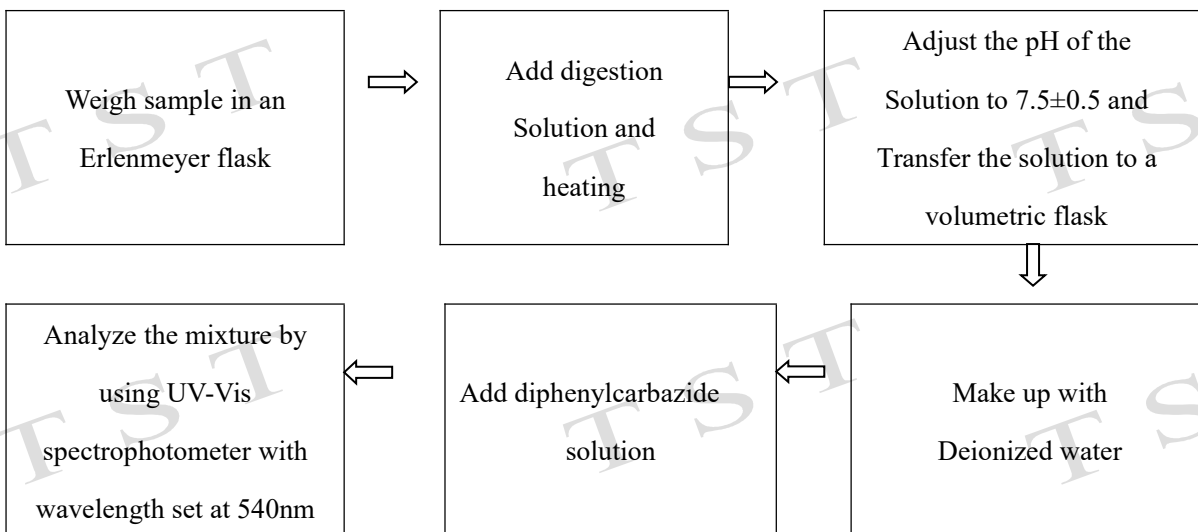 Weigh sample in an
Erlenmeyer flask
Add digestion
Solution and
heating
Adjust the pH of the
Solution to 7.5±0.5 and
Transfer the solution to a
volumetric flask
Make up with
Deionized water
Add diphenylcarbazide
solution
Analyze the mixture by
using UV-Vis
spectrophotometer with
wavelength set at 540nm
T S T
T S T
T S
T S T
T S T
T S